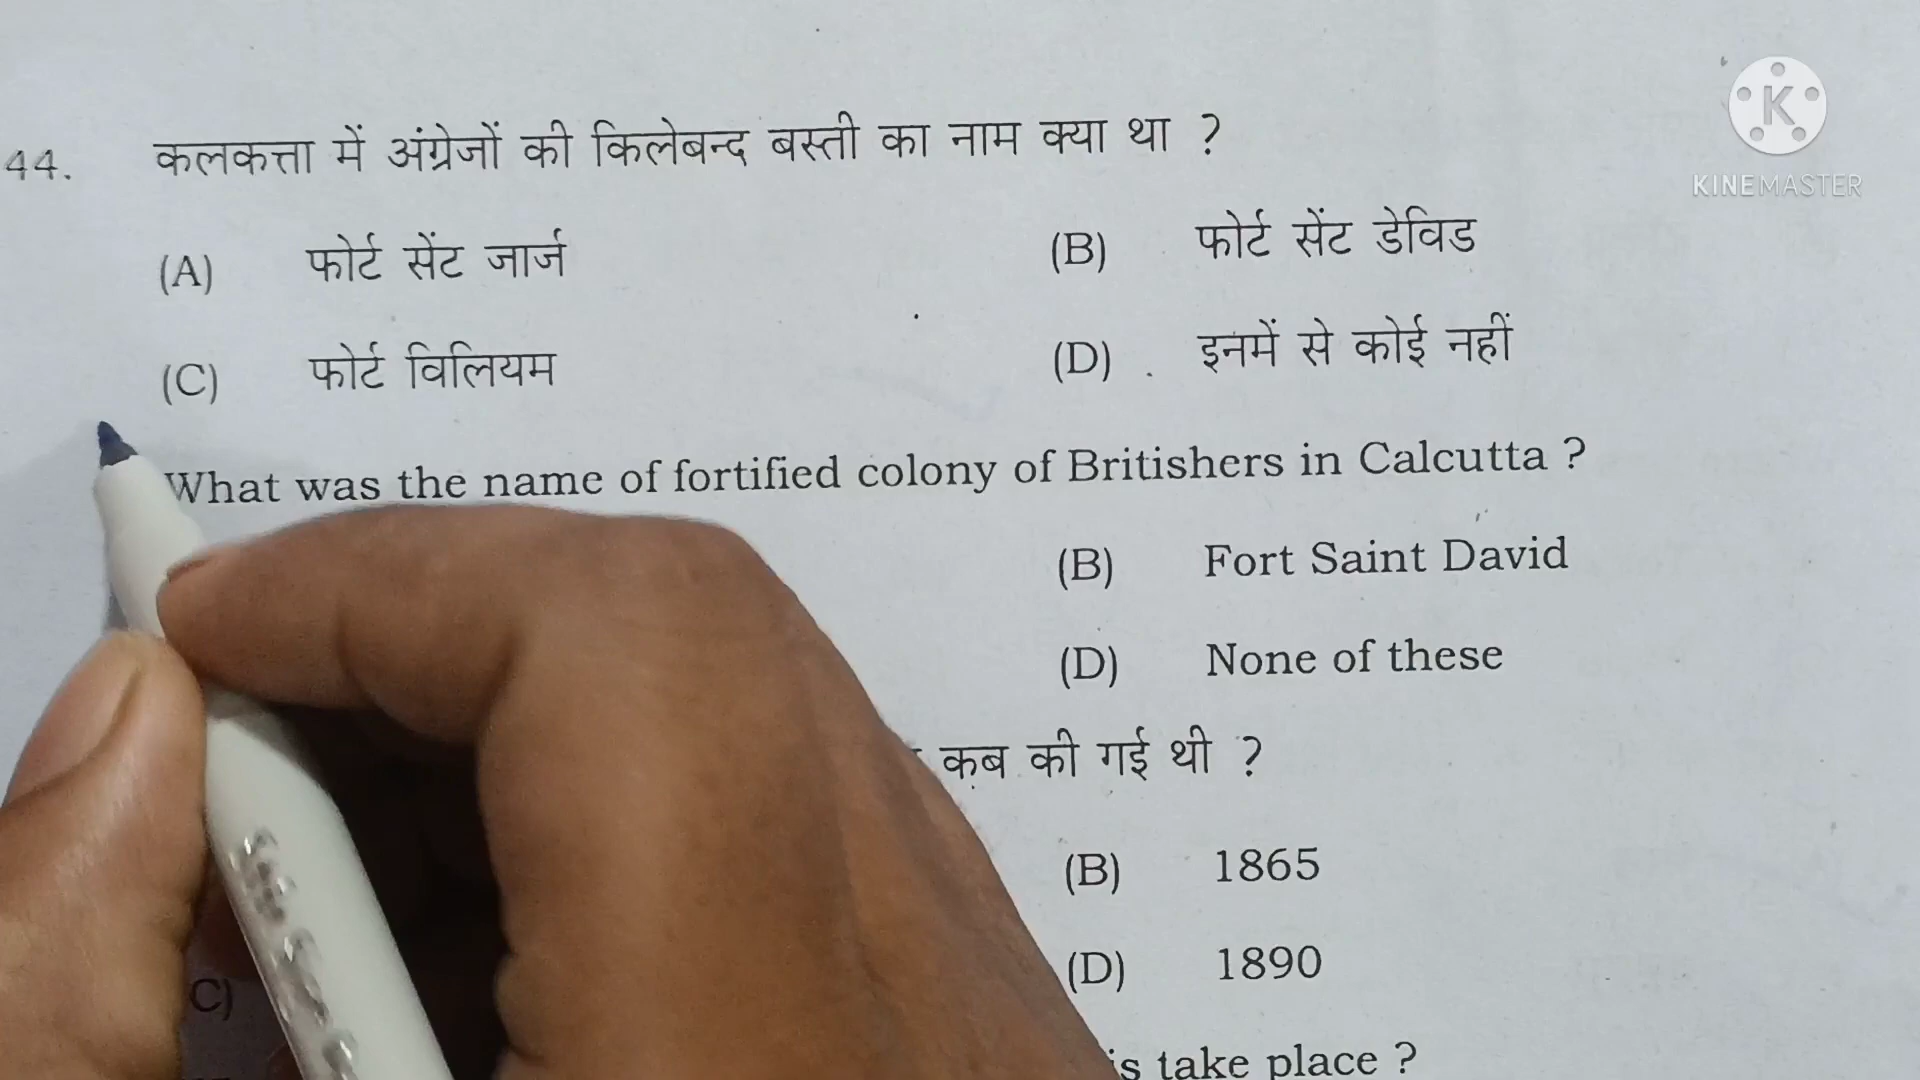 KINEMASTER
44. कलकत्ता में अंग्रेजों की किलेबन्द बस्ती का नाम क्या था ?
(A) फोर्ट सेंट जार्ज (B) फोर्ट सेंट डेविड
(C) फोर्ट विलियम (D) इनमें से कोई नहीं
What was the name of fortified colony of Britishers in Calcutta ?
(B) Fort Saint David
(D) None of these
कब की गई थी ?
(B) 1865
C) (D) 1890
is take place ?